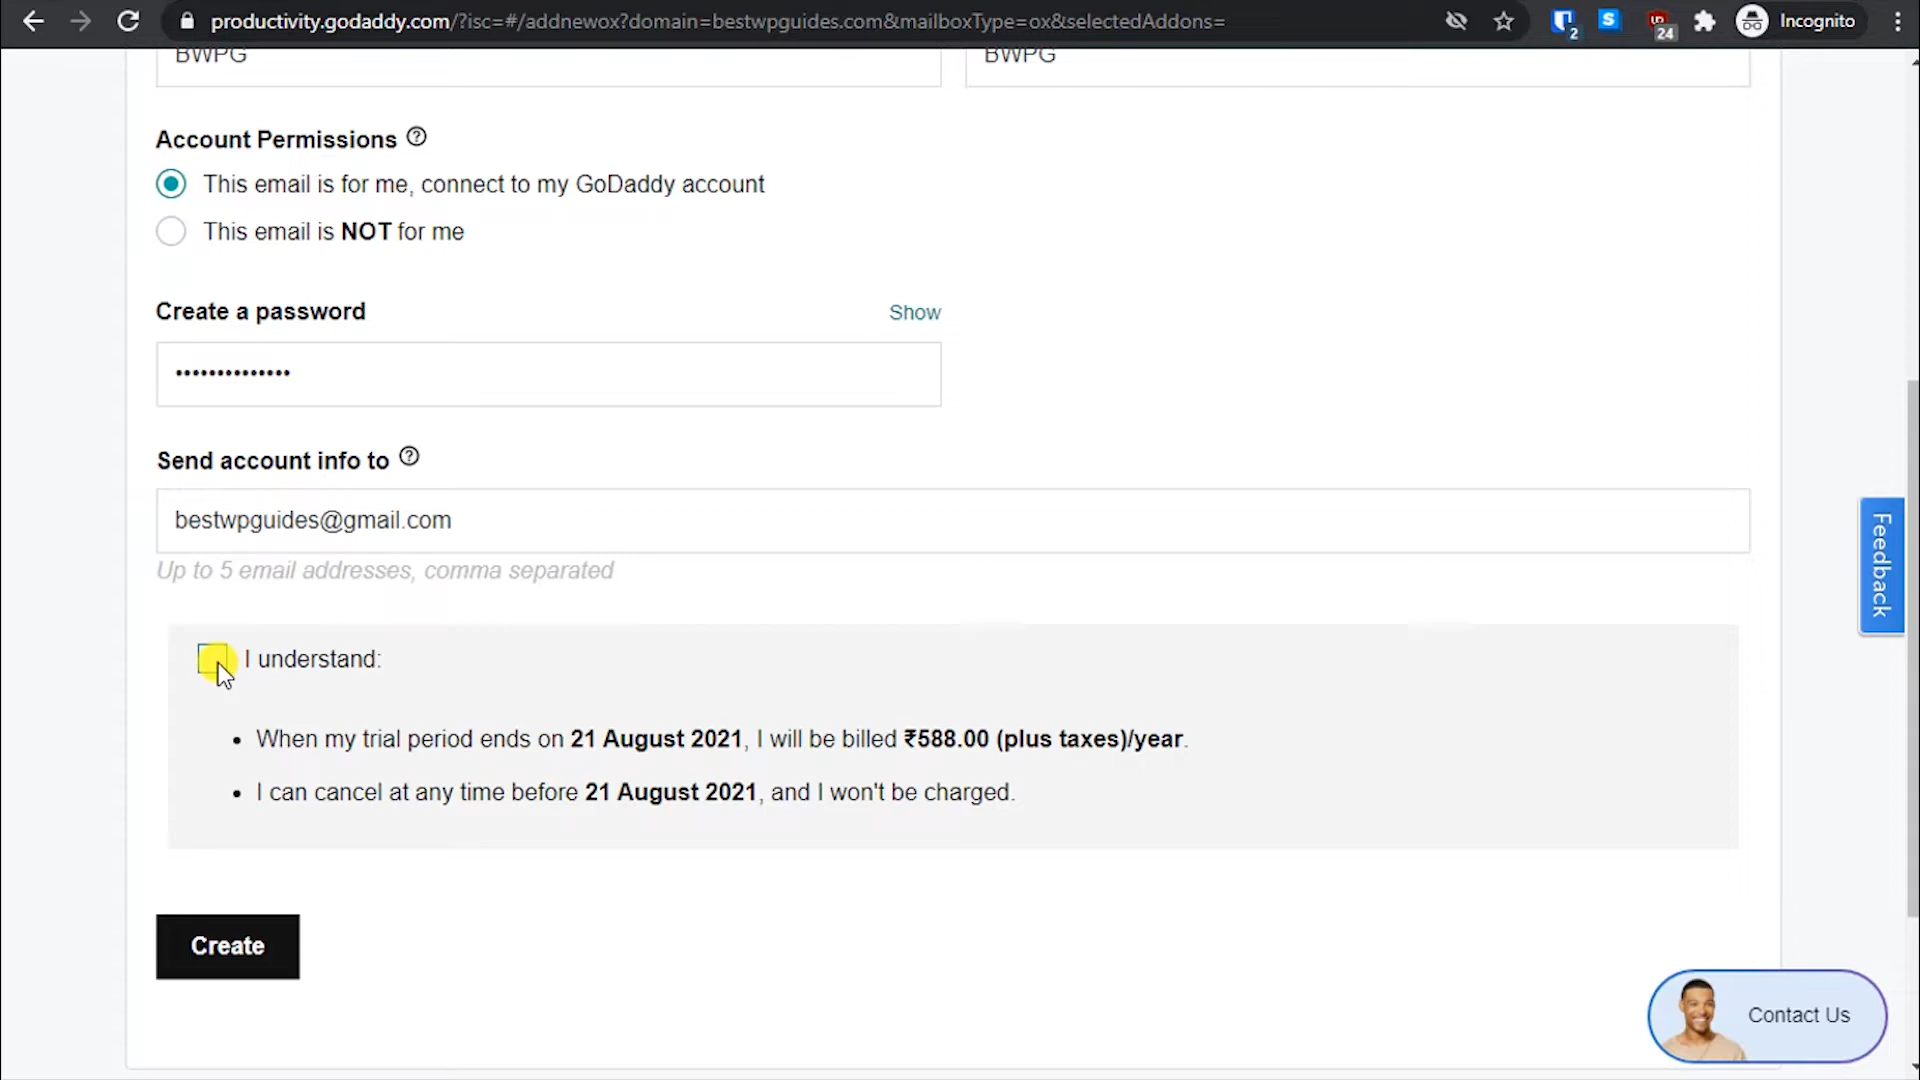 productivity.godaddy.com/?isc=#/addnewox?domain=bestwpguides.com&mailboxType=ox&selectedAddons=
2
24
Incognito
BWPG
BWPG
Account Permissions
This email is for me, connect to my GoDaddy account
This email is NOT for me
Create a password
Show
••••••••••••••
Send account info to
bestwpguides@gmail.com
Up to 5 email addresses, comma separated
I understand:
• When my trial period ends on 21 August 2021, I will be billed ₹588.00 (plus taxes)/year.
• I can cancel at any time before 21 August 2021, and I won't be charged.
Create
Feedback
Contact Us